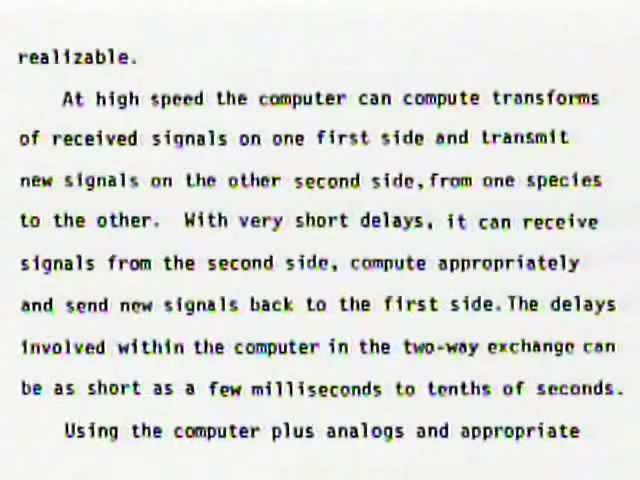 realizable.
At high speed the computer can compute transforms
of received signals on one first side and transmit
new signals on the other second side,from one species
to the other. With very short delays, it can receive
signals from the second side, compute appropriately
and send new signals back to the first side.The delays
involved within the computer in the two-way exchange can
be as short as a few milliseconds to tenths of seconds.
Using the computer plus analogs and appropriate